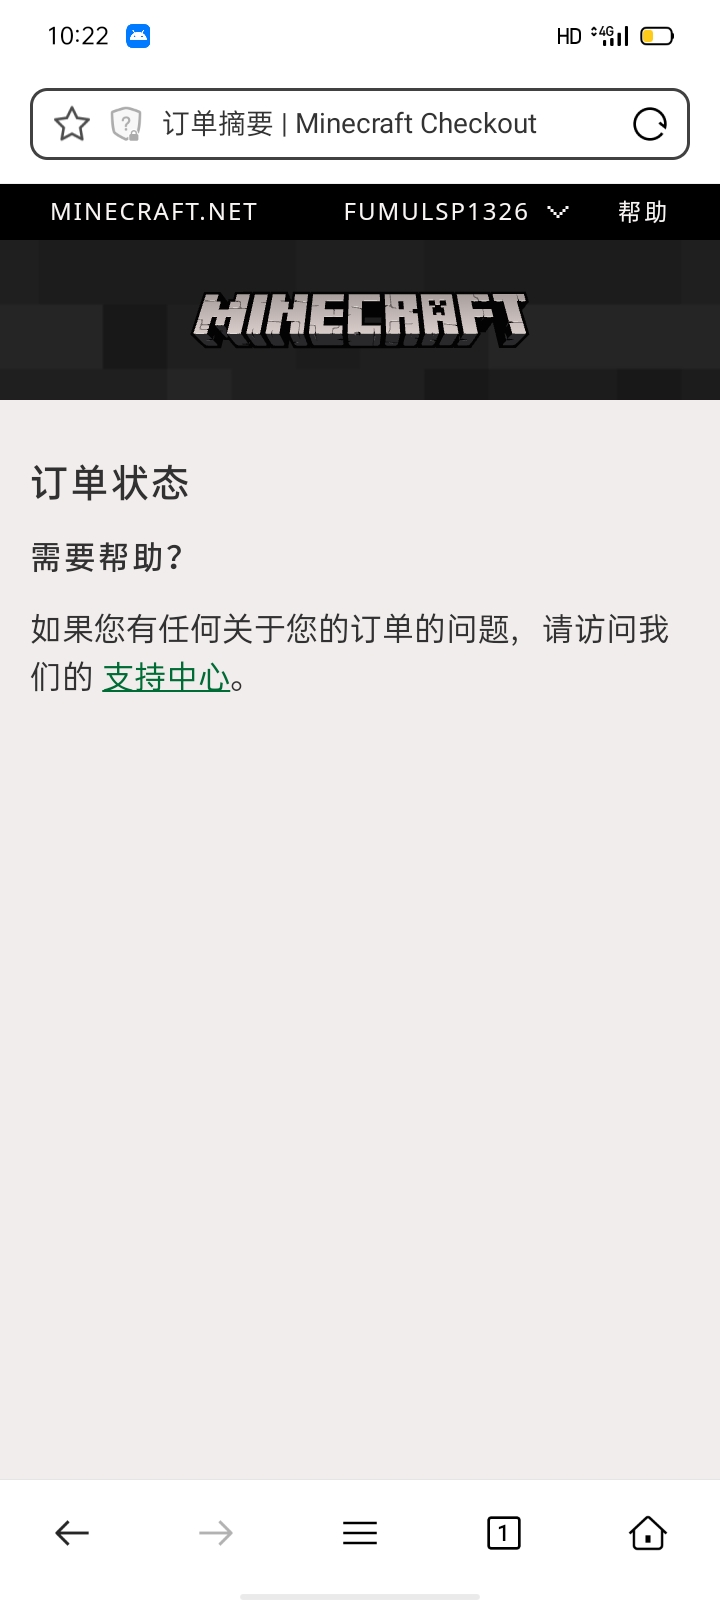 10:22 HD 4G
订单摘要 | Minecraft Checkout
MINECRAFT.NET FUMULSP1326 帮助
MINECRAFT
订单状态
需要帮助？
如果您有任何关于您的订单的问题，请访问我
们的 支持中心。
1